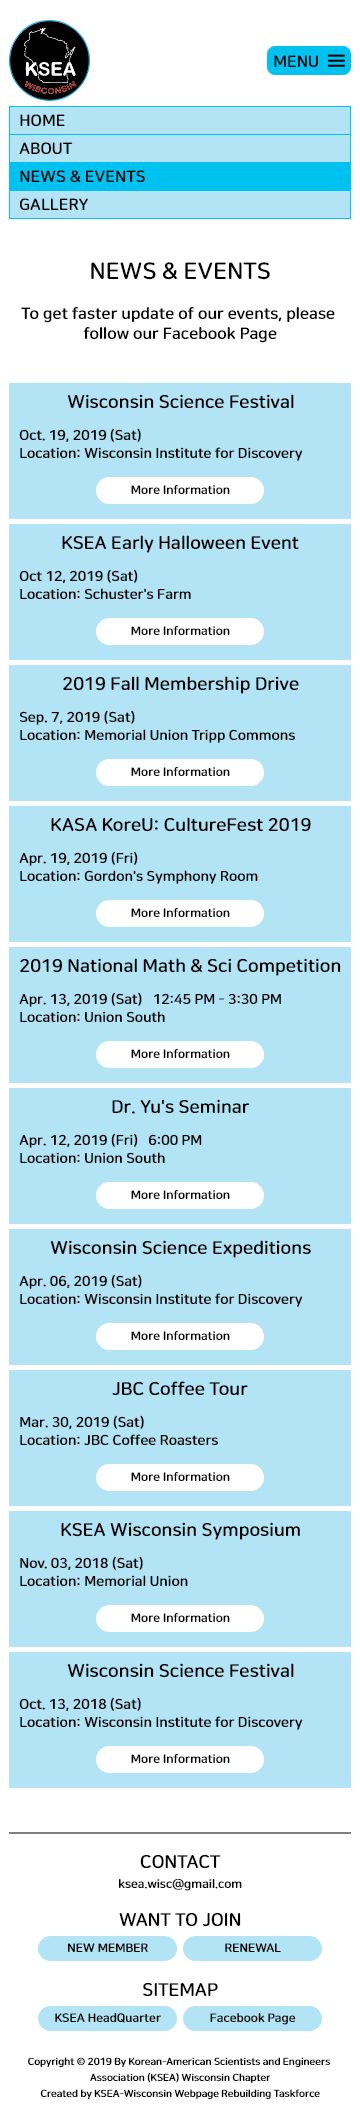 KSEA
WISCONSIN
MENU
HOME
ABOUT
NEWS & EVENTS
GALLERY
NEWS & EVENTS
To get faster update of our events, please
follow our Facebook Page
Wisconsin Science Festival
Oct. 19, 2019 (Sat)
Location: Wisconsin Institute for Discovery
More Information
KSEA Early Halloween Event
Oct 12, 2019 (Sat)
Location: Schuster's Farm
More Information
2019 Fall Membership Drive
Sep. 7, 2019 (Sat)
Location: Memorial Union Tripp Commons
More Information
KASA KoreU: CultureFest 2019
Apr. 19, 2019 (Fri)
Location: Gordon's Symphony Room
More Information
2019 National Math & Sci Competition
Apr. 13, 2019 (Sat) 12:45 PM - 3:30 PM
Location: Union South
More Information
Dr. Yu's Seminar
Apr. 12, 2019 (Fri) 6:00 PM
Location: Union South
More Information
Wisconsin Science Expeditions
Apr. 06, 2019 (Sat)
Location: Wisconsin Institute for Discovery
More Information
JBC Coffee Tour
Mar. 30, 2019 (Sat)
Location: JBC Coffee Roasters
More Information
KSEA Wisconsin Symposium
Nov. 03, 2018 (Sat)
Location: Memorial Union
More Information
Wisconsin Science Festival
Oct. 13, 2018 (Sat)
Location: Wisconsin Institute for Discovery
More Information
CONTACT
ksea.wisc@gmail.com
WANT TO JOIN
NEW MEMBER
RENEWAL
SITEMAP
KSEA HeadQuarter
Facebook Page
Copyright © 2019 By Korean-American Scientists and Engineers
Association (KSEA) Wisconsin Chapter
Created by KSEA-Wisconsin Webpage Rebuilding Taskforce